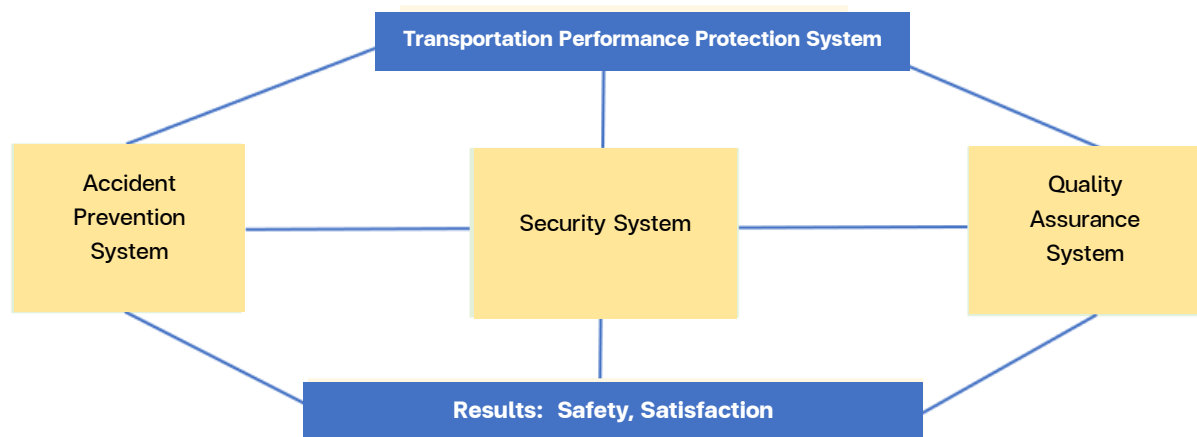 Transportation Performance Protection System
Accident
Prevention
System
Security System
Quality
Assurance
System
Results:  Safety, Satisfaction